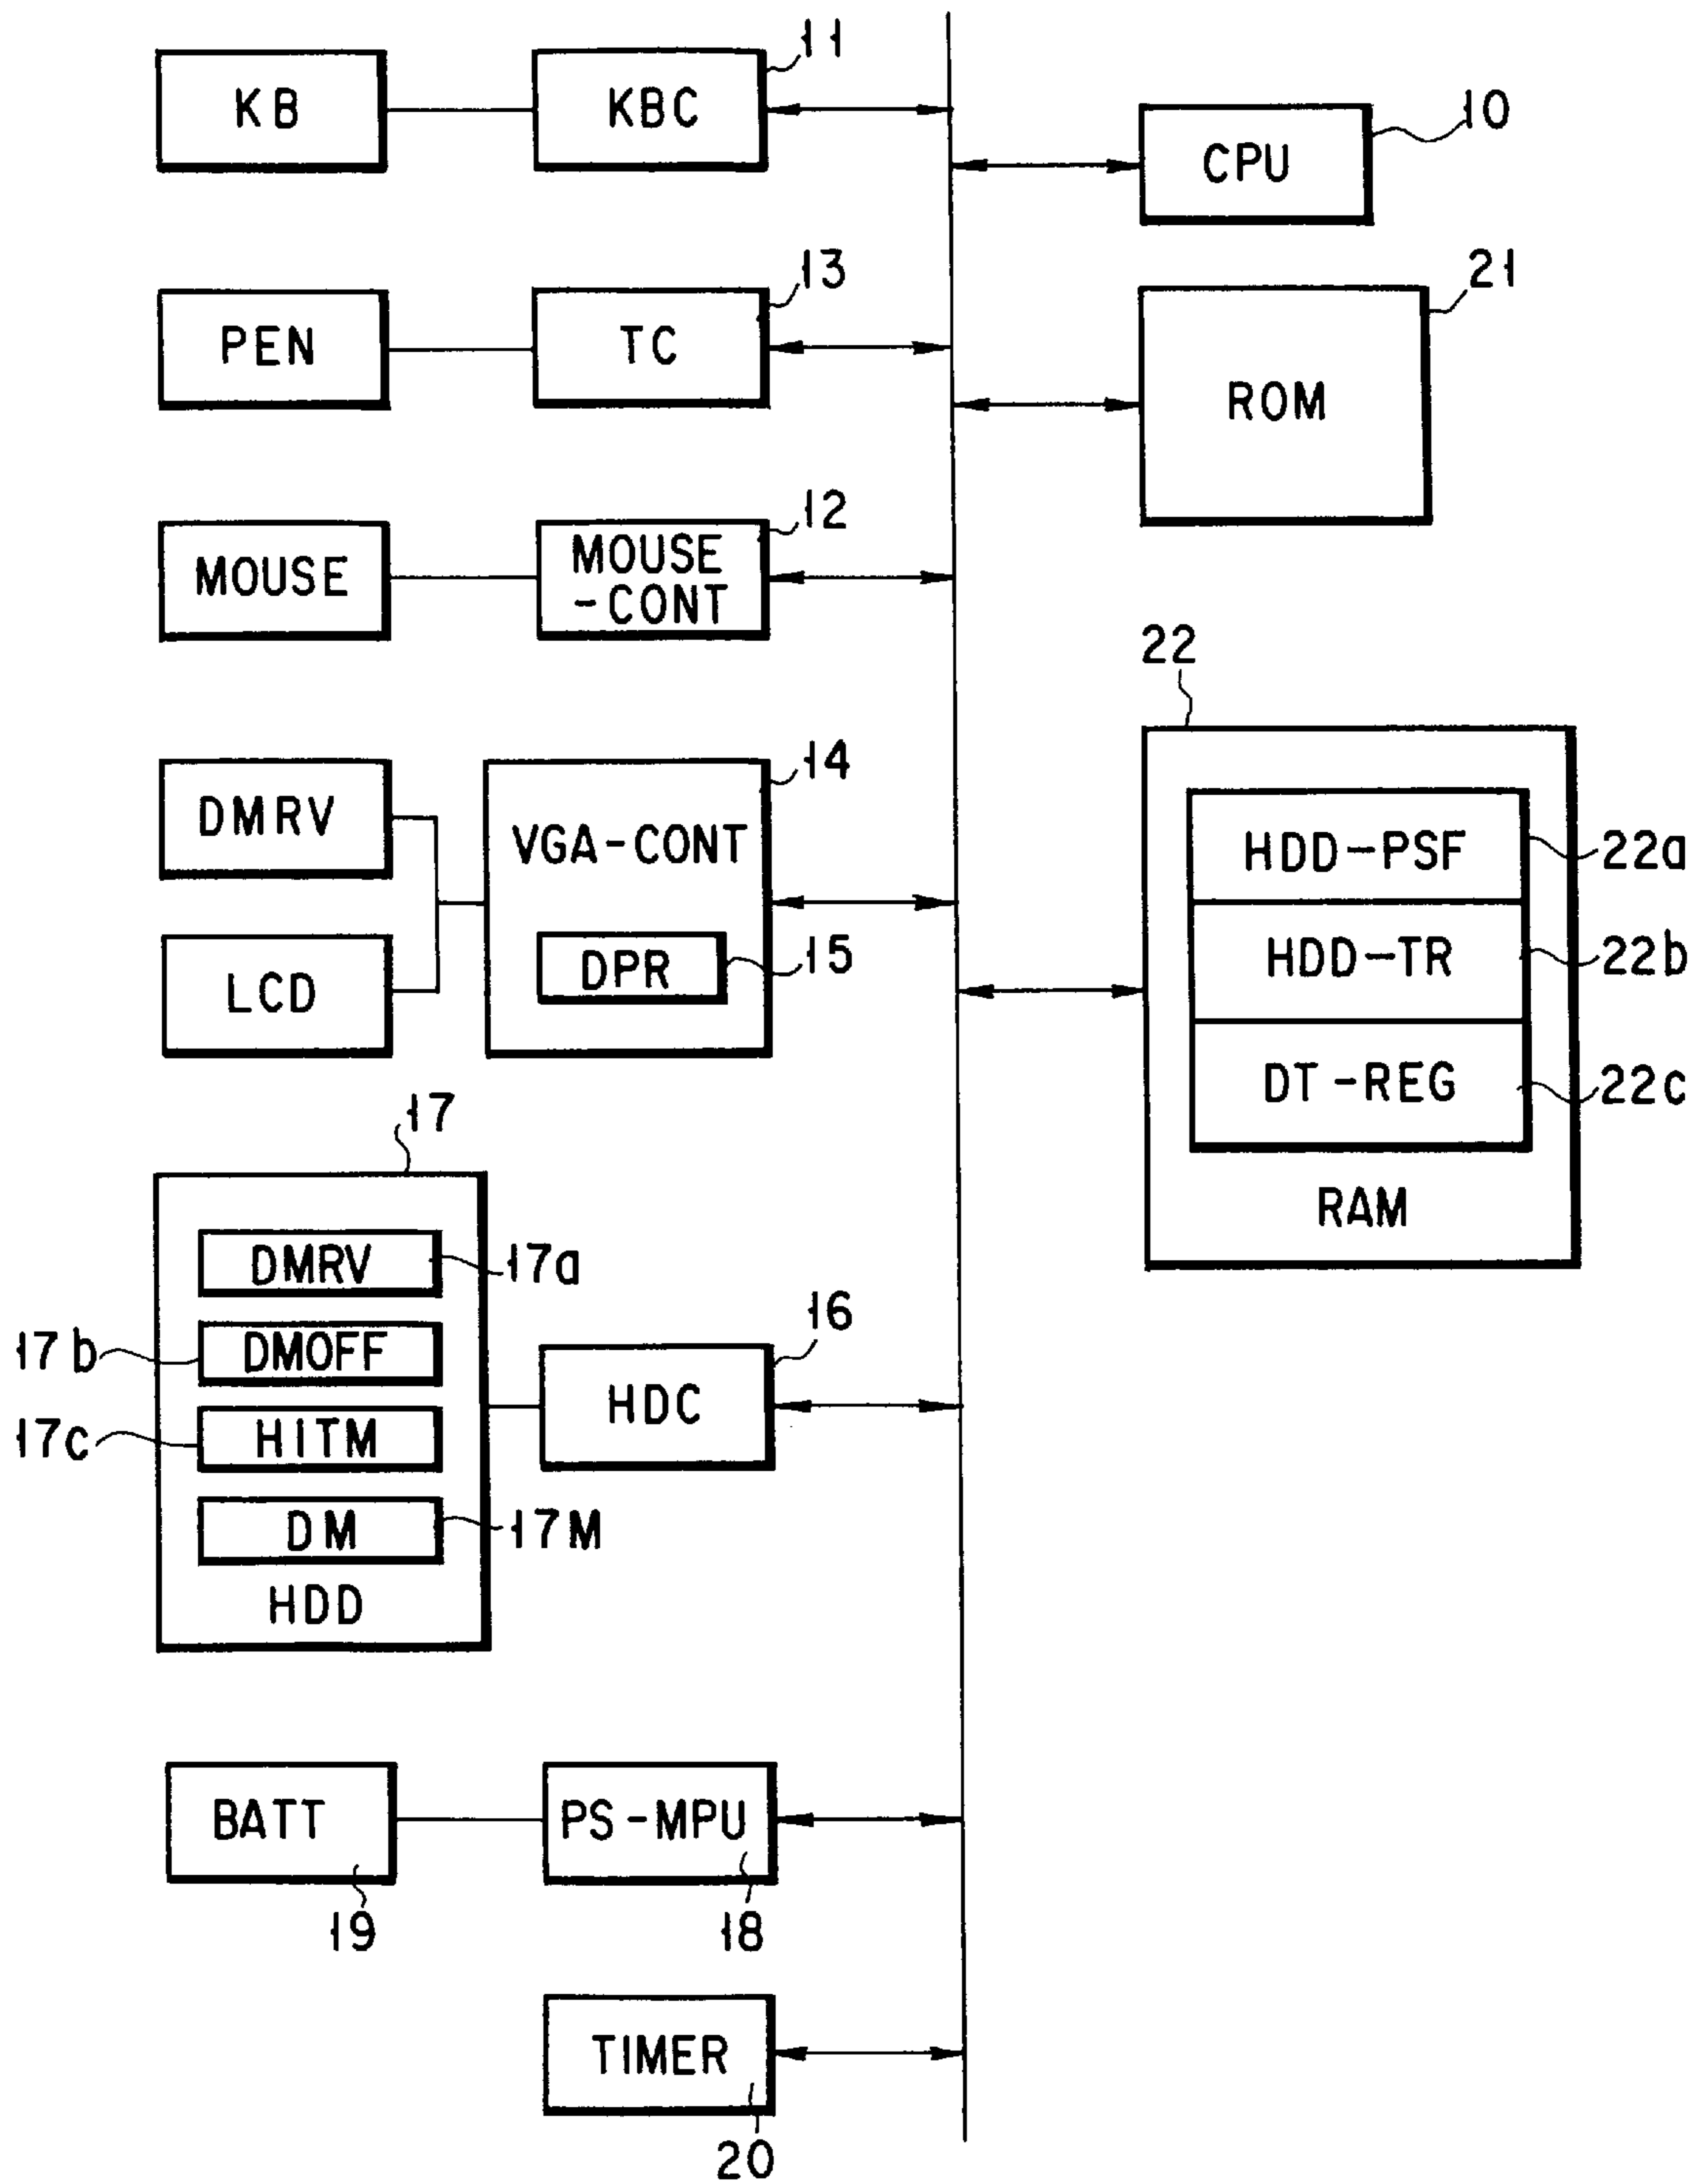 11
KB
KBC
10
CPU
13
PEN
TC
21
ROM
12
MOUSE
MOUSE
-CONT
22
14
DMRV
VGA-CONT
LCD
DPR
15
HDD-PSF
22a
HDD-TR
22b
DT-REG
22c
RAM
17
DMRV
17a
17b
DMOFF
17c
HITM
DM
17M
HDD
16
HDC
BATT
19
PS-MPU
18
TIMER
20